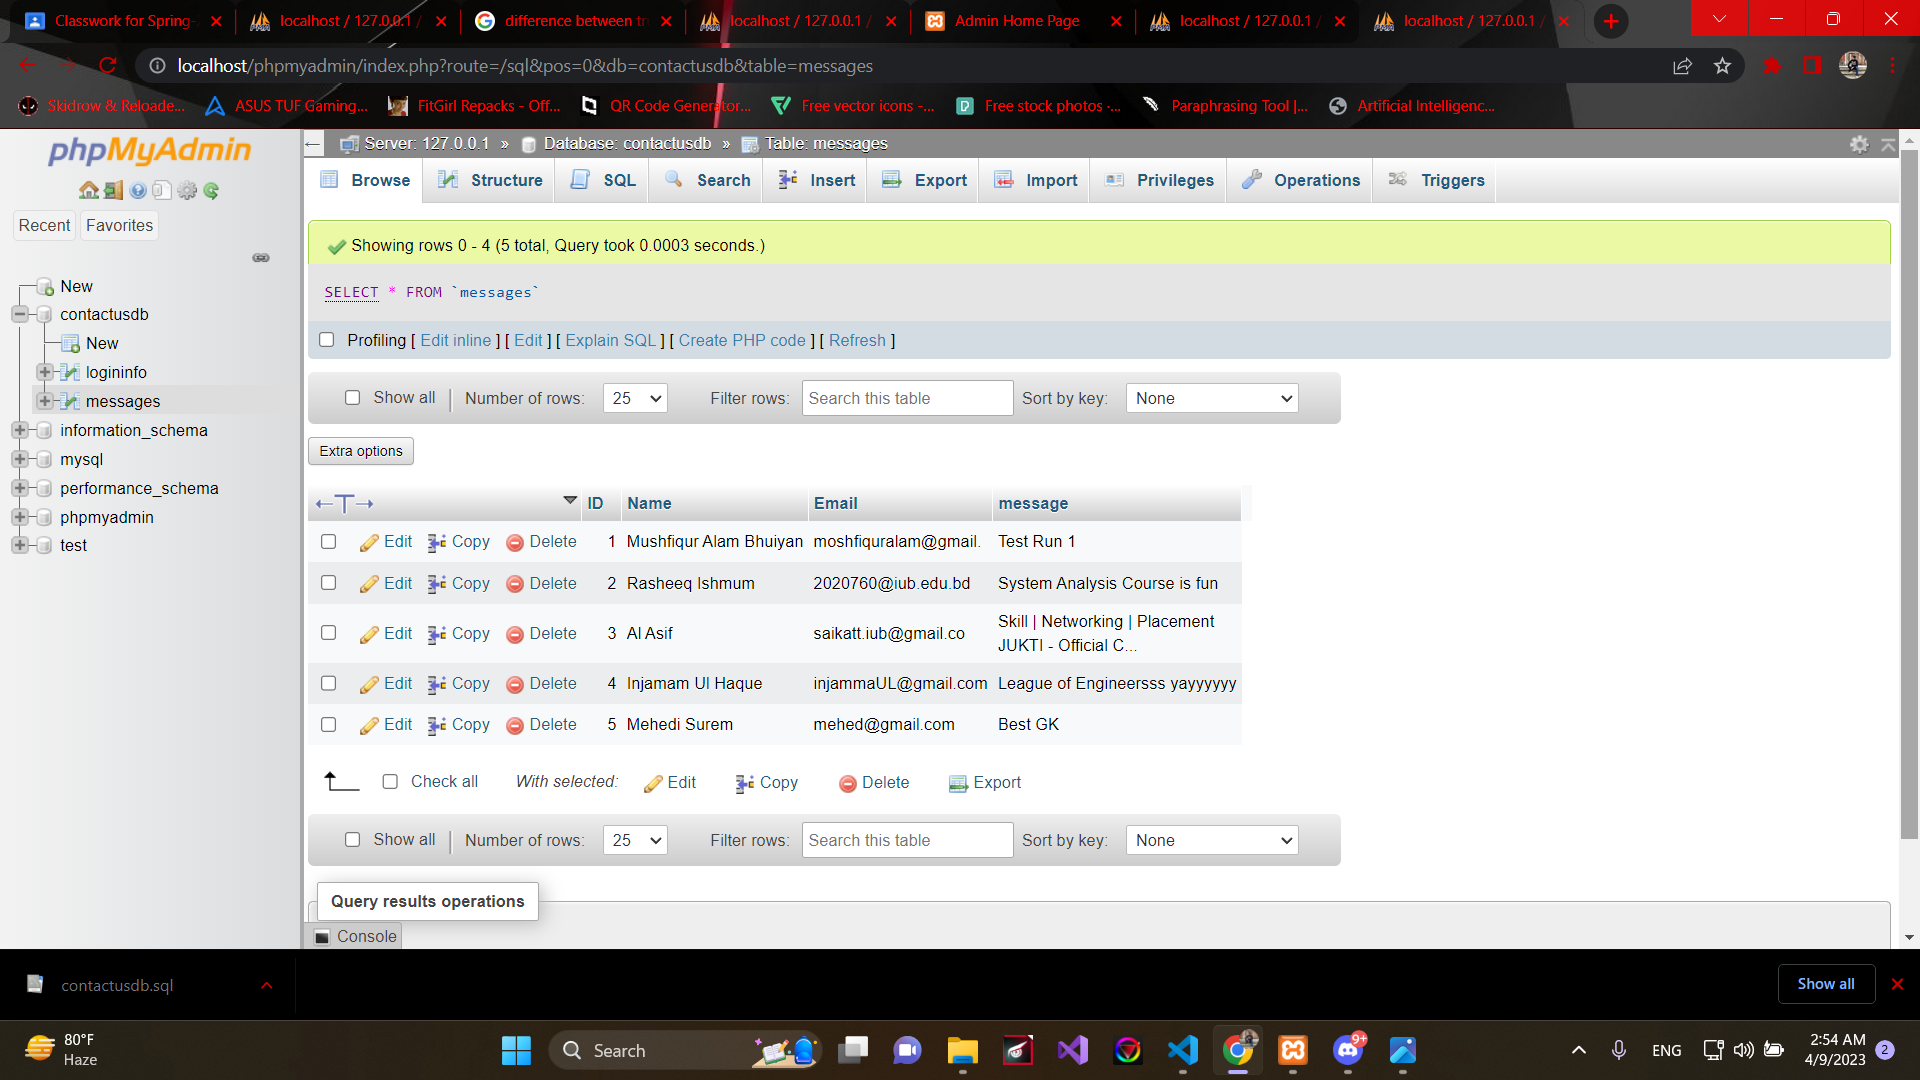 Classwork for Spring-
localhost / 127.0.0.1 /
difference between tr
localhost / 127.0.0.1 /
Admin Home Page
localhost / 127.0.0.1 /
localhost / 127.0.0.1 /
localhost/phpmyadmin/index.php?route=/sql&pos=0&db=contactusdb&table=messages
Skidrow & Reloade...
ASUS TUF Gaming...
FitGirl Repacks - Off...
QR Code Generator...
Free vector icons -...
Free stock photos -...
Paraphrasing Tool |...
Artificial Intelligenc...
phpMyAdmin
Recent Favorites
New
contactusdb
New
logininfo
messages
information_schema
mysql
performance_schema
phpmyadmin
test
Server: 127.0.0.1 » Database: contactusdb » Table: messages
Browse Structure SQL Search Insert Export Import Privileges Operations Triggers
Showing rows 0 - 4 (5 total, Query took 0.0003 seconds.)
SELECT * FROM `messages`
Profiling [ Edit inline ] [ Edit ] [ Explain SQL ] [ Create PHP code ] [ Refresh ]
Show all Number of rows: 25 Filter rows: Search this table Sort by key: None
Extra options
←T→ ID Name Email message
Edit Copy Delete 1 Mushfiqur Alam Bhuiyan moshfiquralam@gmail. Test Run 1
Edit Copy Delete 2 Rasheeq Ishmum 2020760@iub.edu.bd System Analysis Course is fun
Edit Copy Delete 3 Al Asif saikatt.iub@gmail.co Skill | Networking | Placement
JUKTI - Official C...
Edit Copy Delete 4 Injamam Ul Haque injammaUL@gmail.com League of Engineersss yayyyyyy
Edit Copy Delete 5 Mehedi Surem mehed@gmail.com Best GK
Check all With selected: Edit Copy Delete Export
Show all Number of rows: 25 Filter rows: Search this table Sort by key: None
Query results operations
Console
contactusdb.sql
Show all
80°F
Haze
Search
9+
ENG
2:54 AM
4/9/2023
2